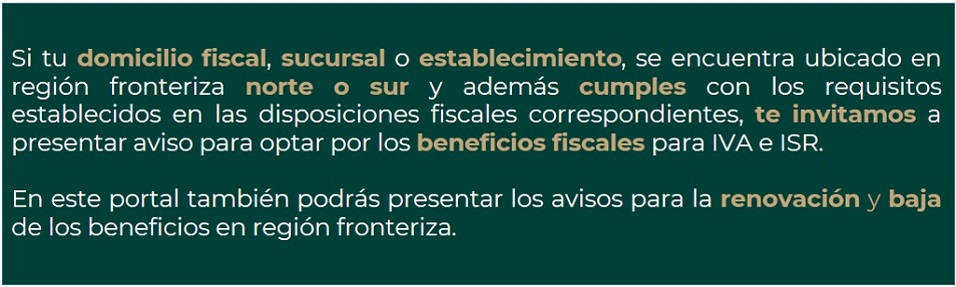 Si tu domicilio fiscal, sucursal o establecimiento, se encuentra ubicado en
región fronteriza norte o sur y además cumples con los requisitos
establecidos en las disposiciones fiscales correspondientes, te invitamos a
presentar aviso para optar por los beneficios fiscales para IVA e ISR.
En este portal también podrás presentar los avisos para la renovación y baja
de los beneficios en región fronteriza.